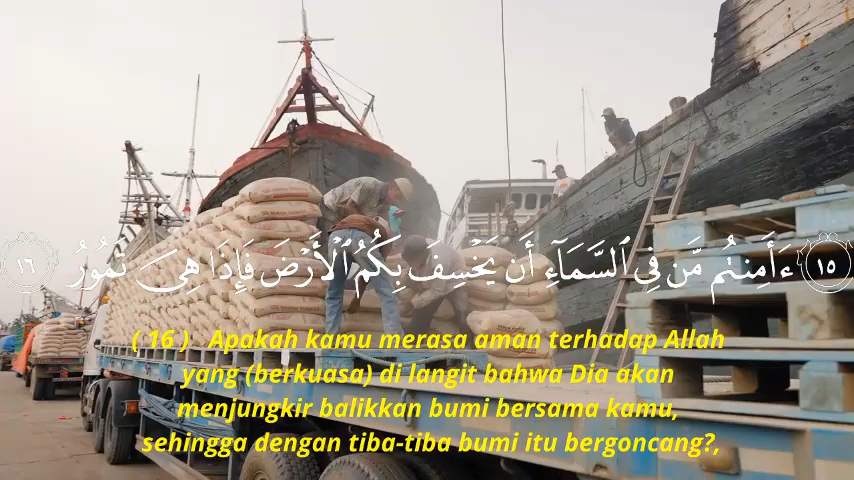 ١٥ ءَأَمِنتُم مَّن فِي ٱلسَّمَآءِ أَن يَخْسِفَ بِكُمُ ٱلْأَرْضَ فَإِذَا هِيَ تَمُورُ ١٦
( 16 ) Apakah kamu merasa aman terhadap Allah
yang (berkuasa) di langit bahwa Dia akan
menjungkir balikkan bumi bersama kamu,
sehingga dengan tiba-tiba bumi itu bergoncang?,